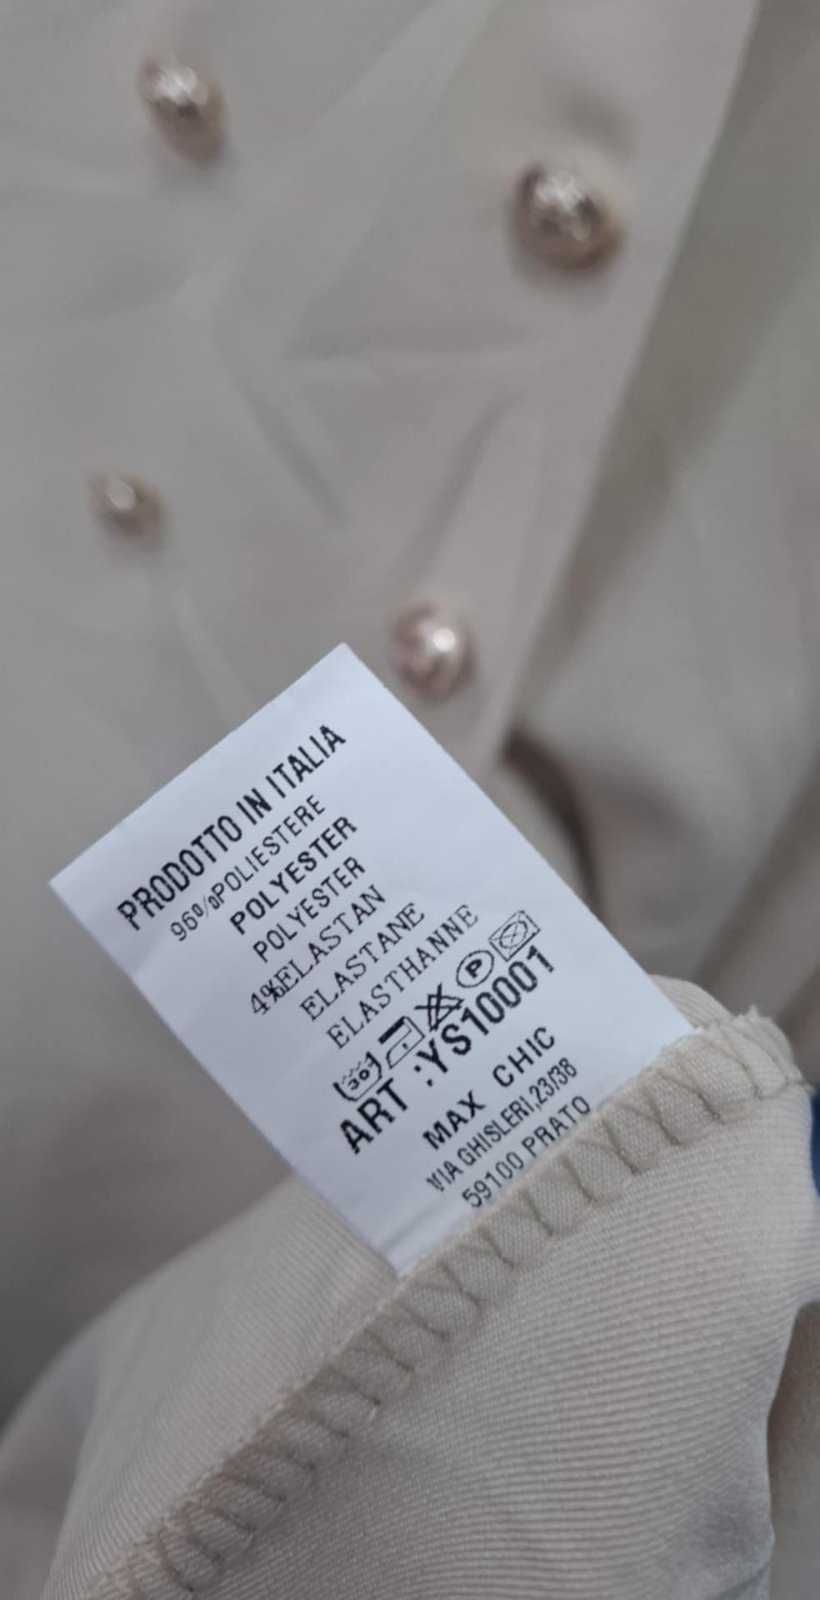 PRODOTTO IN ITALIA
96%POLIESTERE
POLYESTER
POLYESTER
4%ELASTAN
ELASTANE
ELASTHANNE
30° P
ART :YS10001
MAX CHIC
VIA GHISLERI,23/38
59100 PRATO